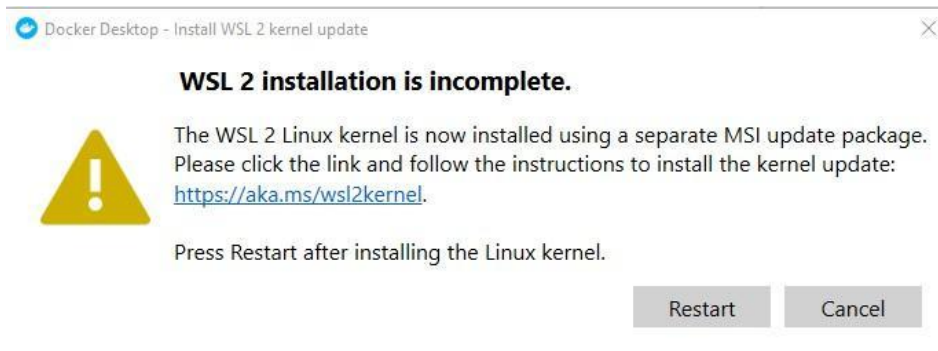 Docker Desktop - Install WSL 2 kernel update
WSL 2 installation is incomplete.
The WSL 2 Linux kernel is now installed using a separate MSI update package.
Please click the link and follow the instructions to install the kernel update:
https://aka.ms/wsl2kernel.
Press Restart after installing the Linux kernel.
Restart Cancel